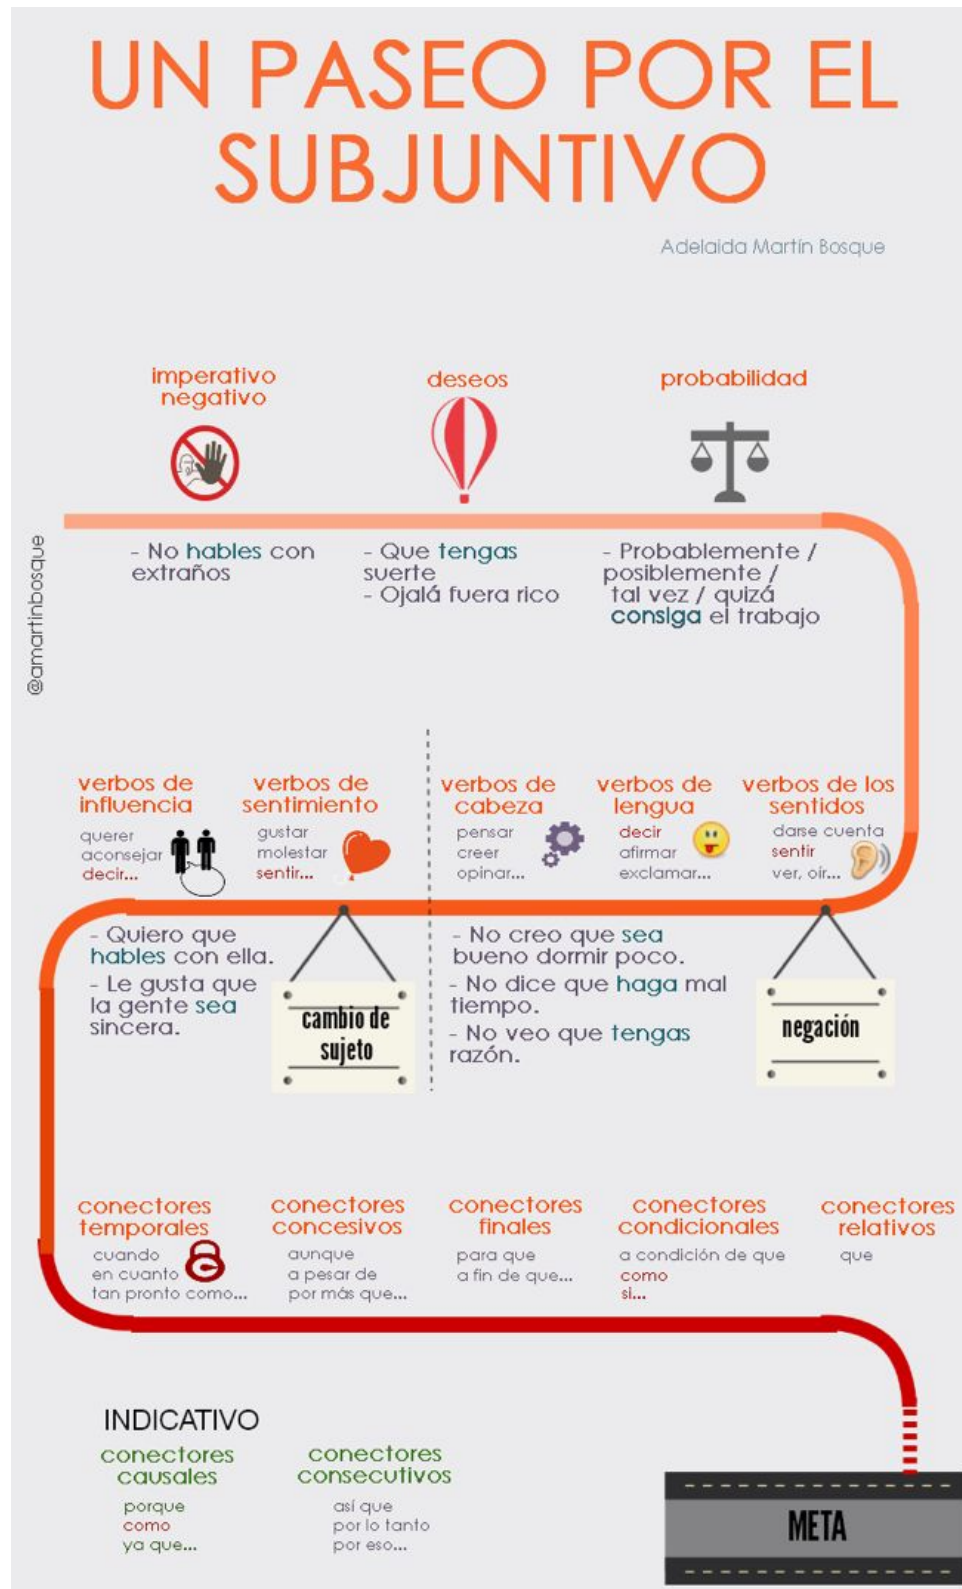 UN PASEO POR EL
SUBJUNTIVO
Adelaida Martín Bosque
@amartinbosque
imperativo
negativo
deseos
probabilidad
- No hables con
extraños
- Que tengas
suerte
- Ojalá fuera rico
- Probablemente /
posiblemente /
tal vez / quizá
consiga el trabajo
verbos de
influencia
querer
aconsejar
decir...
verbos de
sentimiento
gustar
molestar
sentir...
verbos de
cabeza
pensar
creer
opinar...
verbos de
lengua
decir
afirmar
exclamar...
verbos de los
sentidos
darse cuenta
sentir
ver, oír...
- Quiero que
hables con ella.
- Le gusta que
la gente sea
sincera.
cambio de
sujeto
- No creo que sea
bueno dormir poco.
- No dice que haga mal
tiempo.
- No veo que tengas
razón.
negación
conectores
temporales
cuando
en cuanto
tan pronto como...
conectores
concesivos
aunque
a pesar de
por más que...
conectores
finales
para que
a fin de que...
conectores
condicionales
a condición de que
como
si...
conectores
relativos
que
INDICATIVO
conectores
causales
porque
como
ya que...
conectores
consecutivos
así que
por lo tanto
por eso...
META